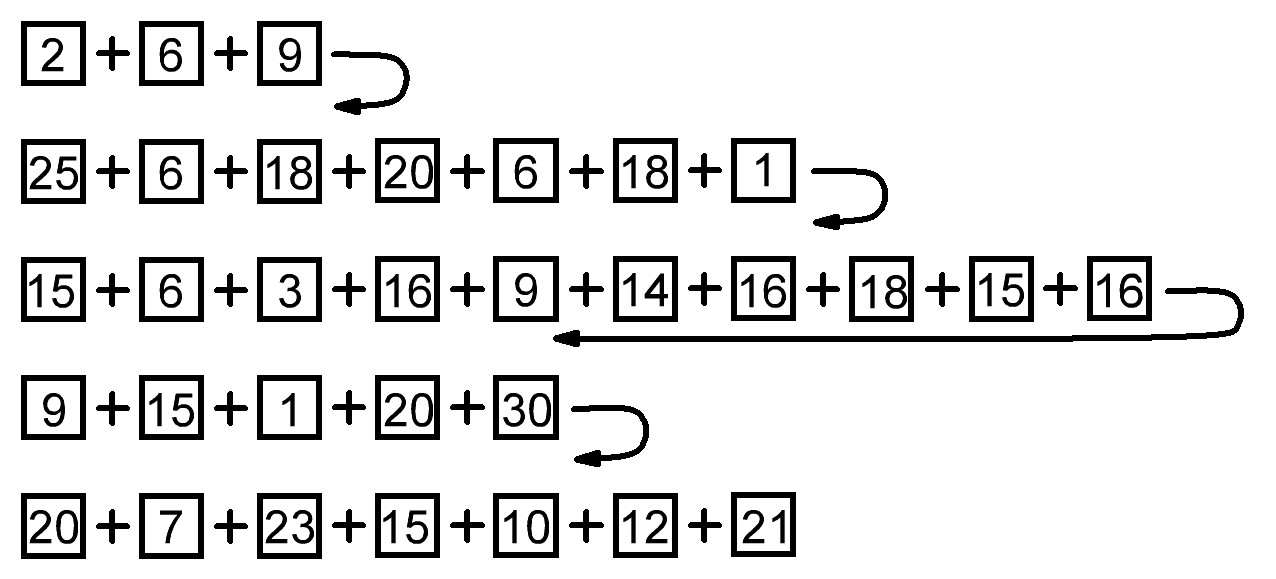 2 + 6 + 9
25 + 6 + 18 + 20 + 6 + 18 + 1
15 + 6 + 3 + 16 + 9 + 14 + 16 + 18 + 15 + 16
9 + 15 + 1 + 20 + 30
20 + 7 + 23 + 15 + 10 + 12 + 21